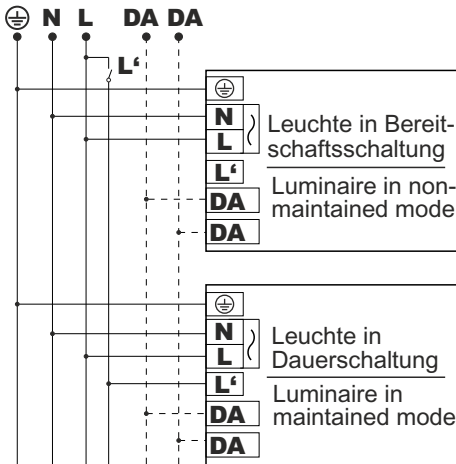 N L DA DA
L‘
N
L
L‘
DA
DA
Leuchte in Bereit-
schaftsschaltung
Luminaire in non-
maintained mode
N
L
L‘
DA
DA
Leuchte in
Dauerschaltung
Luminaire in
maintained mode